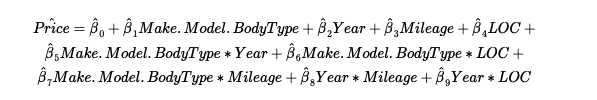 P̂rice = β̂₀ + β̂₁Make.Model.BodyType + β̂₂Year + β̂₃Mileage + β̂₄LOC +
β̂₅Make.Model.BodyType * Year + β̂₆Make.Model.BodyType * LOC +
β̂₇Make.Model.BodyType * Mileage + β̂₈Year * Mileage + β̂₉Year * LOC